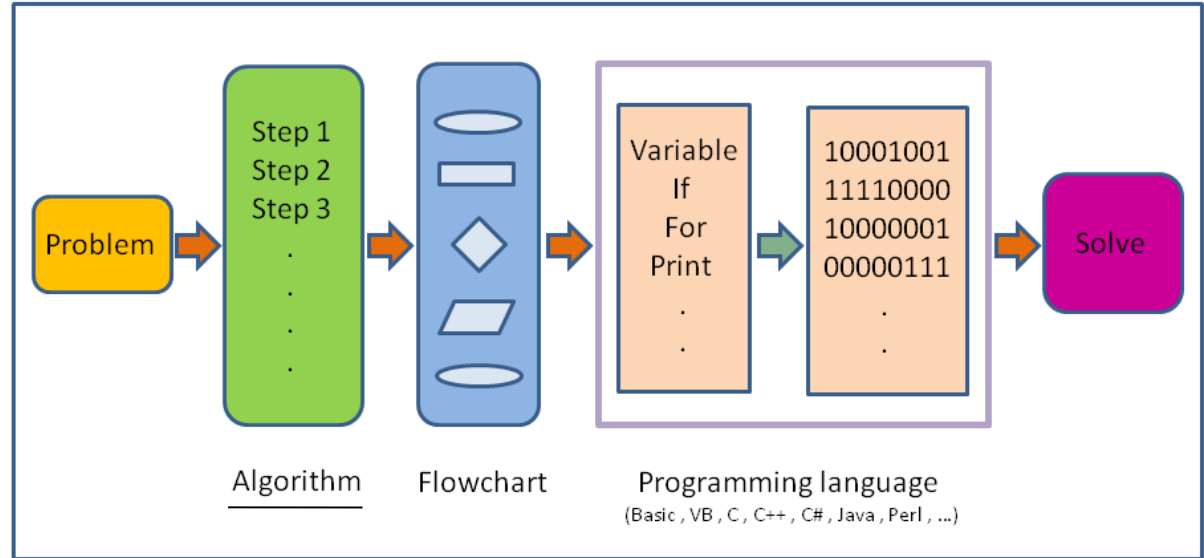 Problem
Step 1
Step 2
Step 3
.
.
.
.
Algorithm
Flowchart
Variable
If
For
Print
.
.
10001001
11110000
10000001
00000111
.
.
Programming language
(Basic , VB , C , C++ , C# , Java , Perl , ...)
Solve